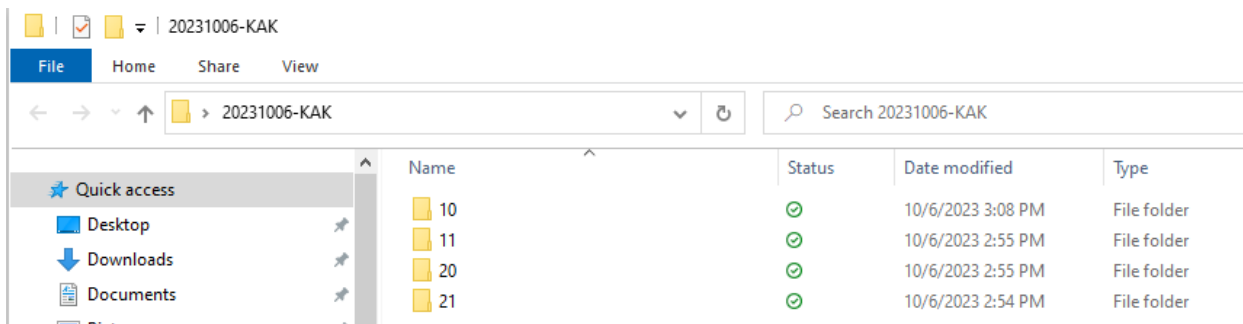 20231006-KAK
File Home Share View
20231006-KAK Search 20231006-KAK
Name Status Date modified Type
Quick access
10 10/6/2023 3:08 PM File folder
Desktop
11 10/6/2023 2:55 PM File folder
Downloads
20 10/6/2023 2:55 PM File folder
Documents
21 10/6/2023 2:54 PM File folder